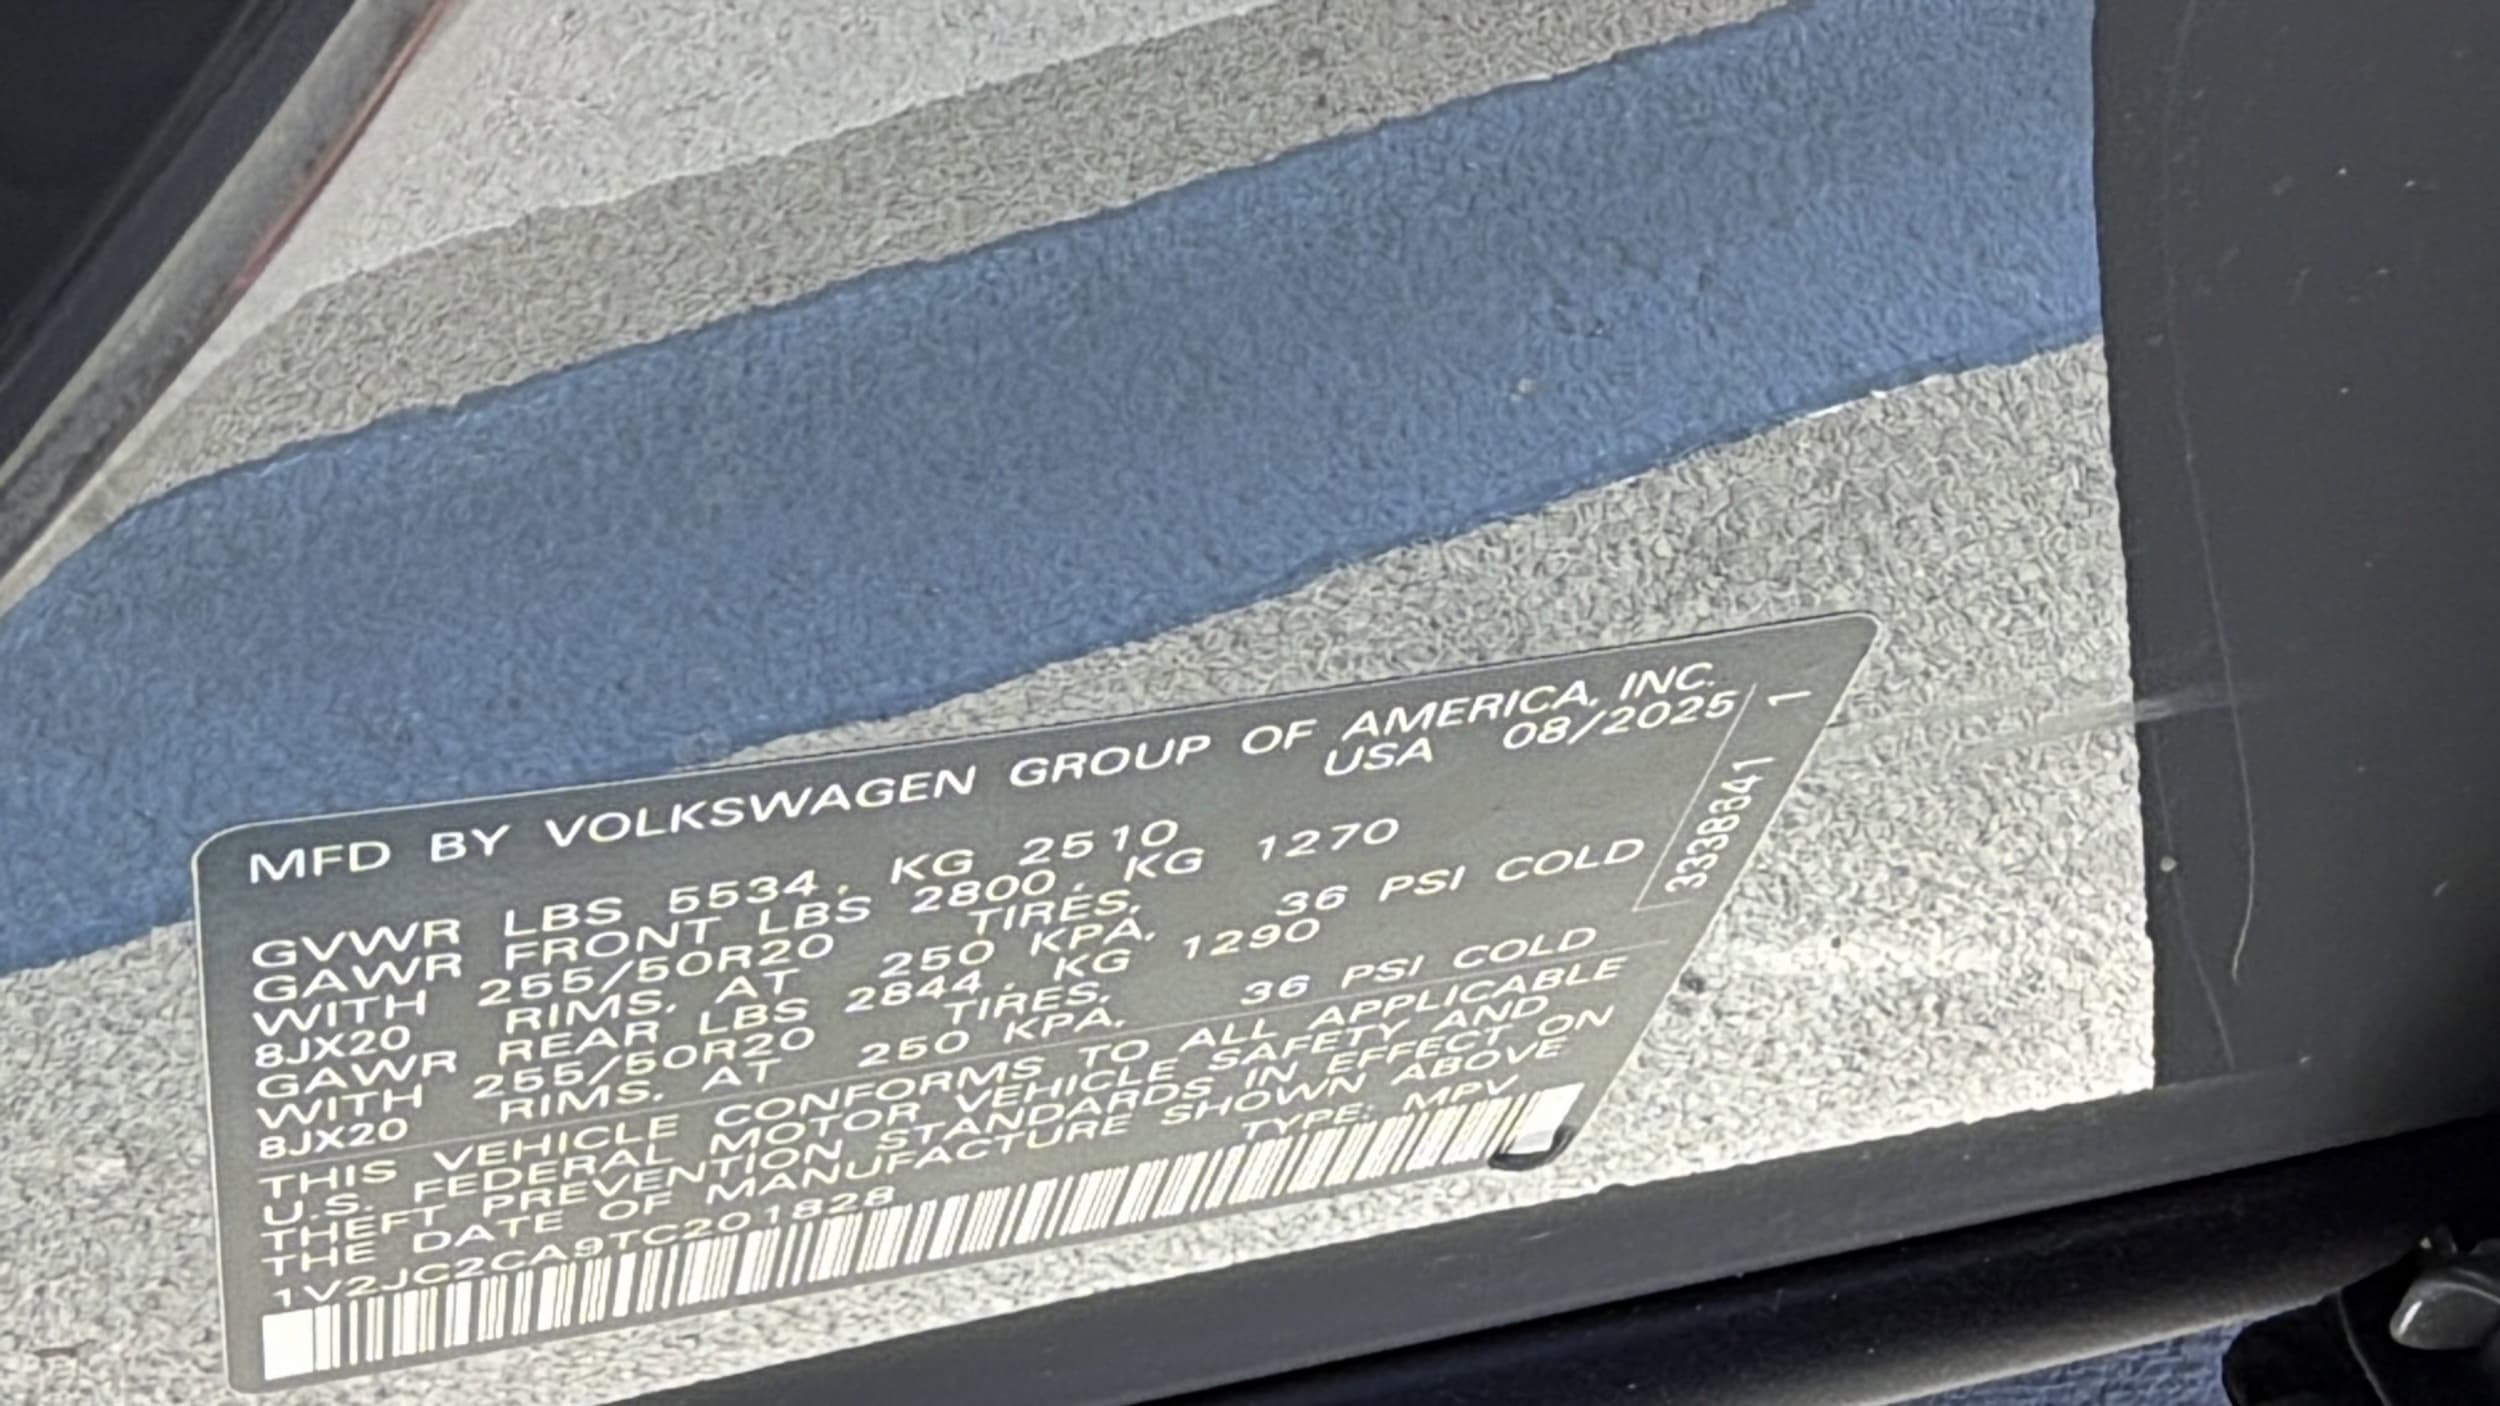 MFD BY VOLKSWAGEN GROUP OF AMERICA, INC.
USA 08/2025
GVWR LBS 5534, KG 2510
GAWR FRONT LBS 2800, KG 1270
WITH 255/50R20 TIRES,
8JX20 RIMS, AT 250 KPA, 36 PSI COLD
GAWR REAR LBS 2844, KG 1290
WITH 255/50R20 TIRES,
8JX20 RIMS, AT 250 KPA, 36 PSI COLD
THIS VEHICLE CONFORMS TO ALL APPLICABLE
U.S. FEDERAL MOTOR VEHICLE SAFETY AND
THEFT PREVENTION STANDARDS IN EFFECT ON
THE DATE OF MANUFACTURE SHOWN ABOVE
1V2JC2CA9TC201828 TYPE: MPV
3338841 1